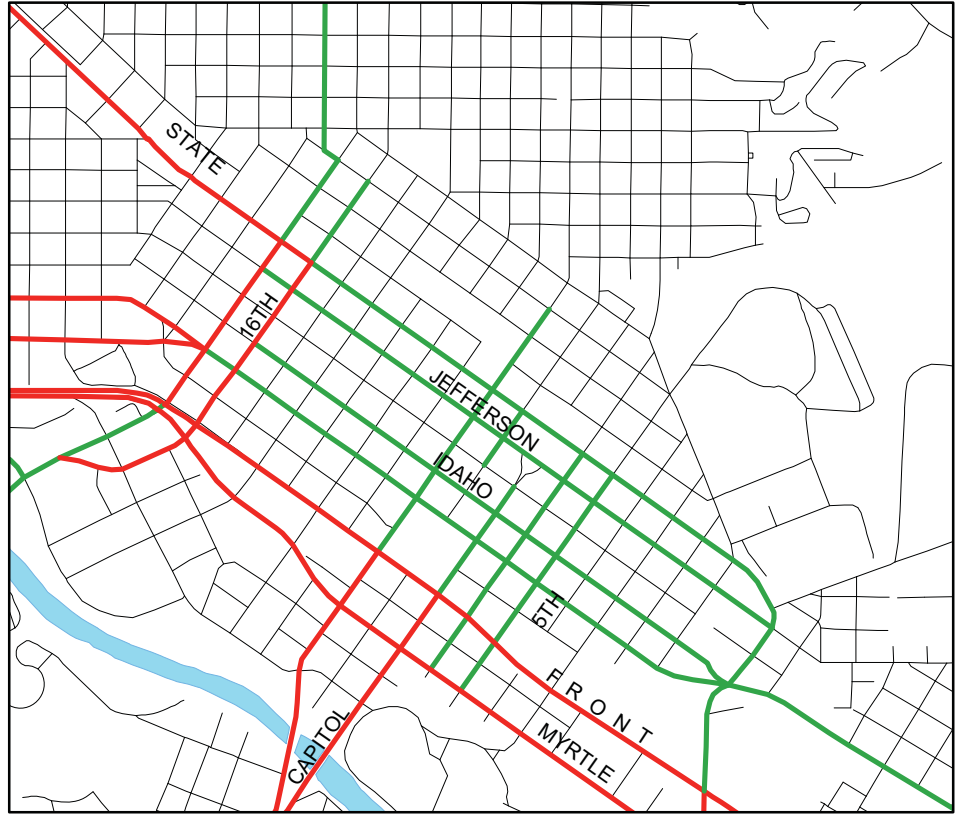 STATE
16TH
JEFFERSON
IDAHO
5TH
FRONT
MYRTLE
CAPITOL